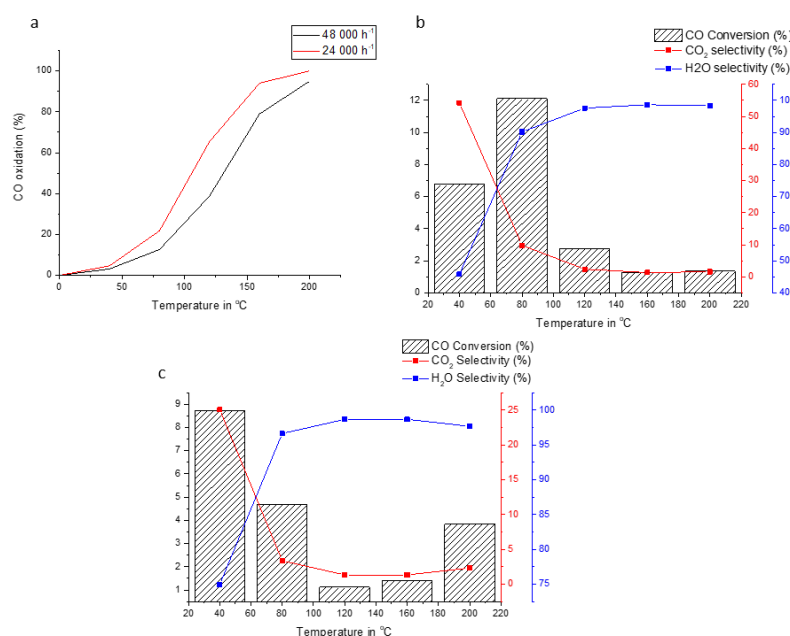 a
48 000 h-1
24 000 h-1
100
80
60
40
20
0
CO oxidation (%)
0 50 100 150 200
Temperature in °C
b
CO Conversion (%)
CO2 selectivity (%)
H2O selectivity (%)
12
10
8
6
4
2
0
20 40 60 80 100 120 140 160 180 200 220
Temperature in °C
60
50
40
30
20
10
0
90
80
70
60
50
40
c
CO Conversion (%)
CO2 Selectivity (%)
H2O Selectivity (%)
9
8
7
6
5
4
3
2
1
20 40 60 80 100 120 140 160 180 200 220
Temperature in °C
25
20
15
10
5
0
100
95
90
85
80
75